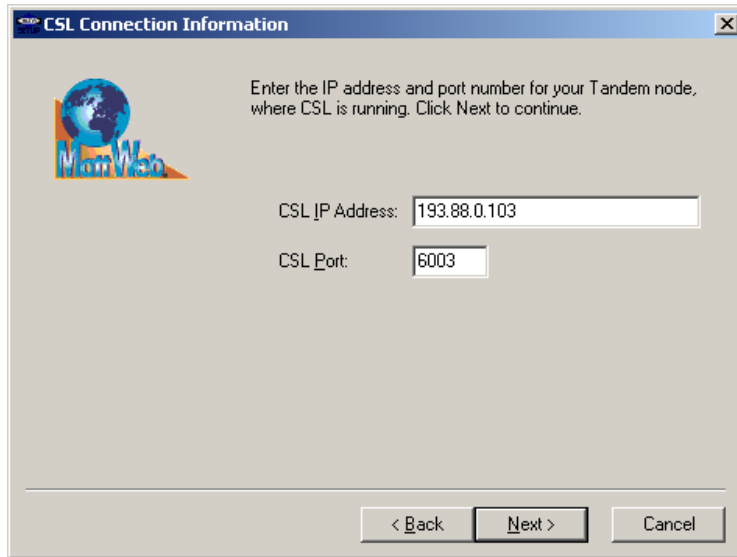 CSL Connection Information
Enter the IP address and port number for your Tandem node,
where CSL is running. Click Next to continue.
MattWeb
CSL IP Address: 193.88.0.103
CSL Port: 6003
< Back Next > Cancel